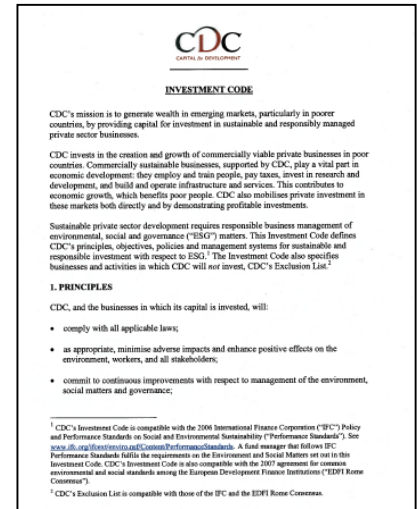 CDC
CAPITAL for DEVELOPMENT
INVESTMENT CODE
CDC's mission is to generate wealth in emerging markets, particularly in poorer
countries, by providing capital for investment in sustainable and responsibly managed
private sector businesses.
CDC invests in the creation and growth of commercially viable private businesses in poor
countries. Commercially sustainable businesses, supported by CDC, play a vital part in
economic development: they employ and train people, pay taxes, invest in research and
development, and build and operate infrastructure and services. This contributes to
economic growth, which benefits poor people. CDC also mobilises private investment in
these markets both directly and by demonstrating profitable investments.
Sustainable private sector development requires responsible business management of
environmental, social and governance ("ESG") matters. This Investment Code defines
CDC's principles, objectives, policies and management systems for sustainable and
responsible investment with respect to ESG.1 The Investment Code also specifies
businesses and activities in which CDC will not invest, CDC's Exclusion List.2
1. PRINCIPLES
CDC, and the businesses in which its capital is invested, will:
• comply with all applicable laws;
• as appropriate, minimise adverse impacts and enhance positive effects on the
environment, workers, and all stakeholders;
• commit to continuous improvements with respect to management of the environment,
social matters and governance;
1 CDC's Investment Code is compatible with the 2006 International Finance Corporation ("IFC") Policy
and Performance Standards on Social and Environmental Sustainability ("Performance Standards"). See
www.ifc.org/ifcext/enviro.nsf/Content/PerformanceStandards. A fund manager that follows IFC
Performance Standards fulfils the requirements on the Environment and Social Matters set out in this
Investment Code. CDC's Investment Code is also compatible with the 2007 agreement for common
environmental and social standards among the European Development Finance Institutions ("EDFI Rome
Consensus").
2 CDC's Exclusion List is compatible with those of the IFC and the EDFI Rome Consensus.